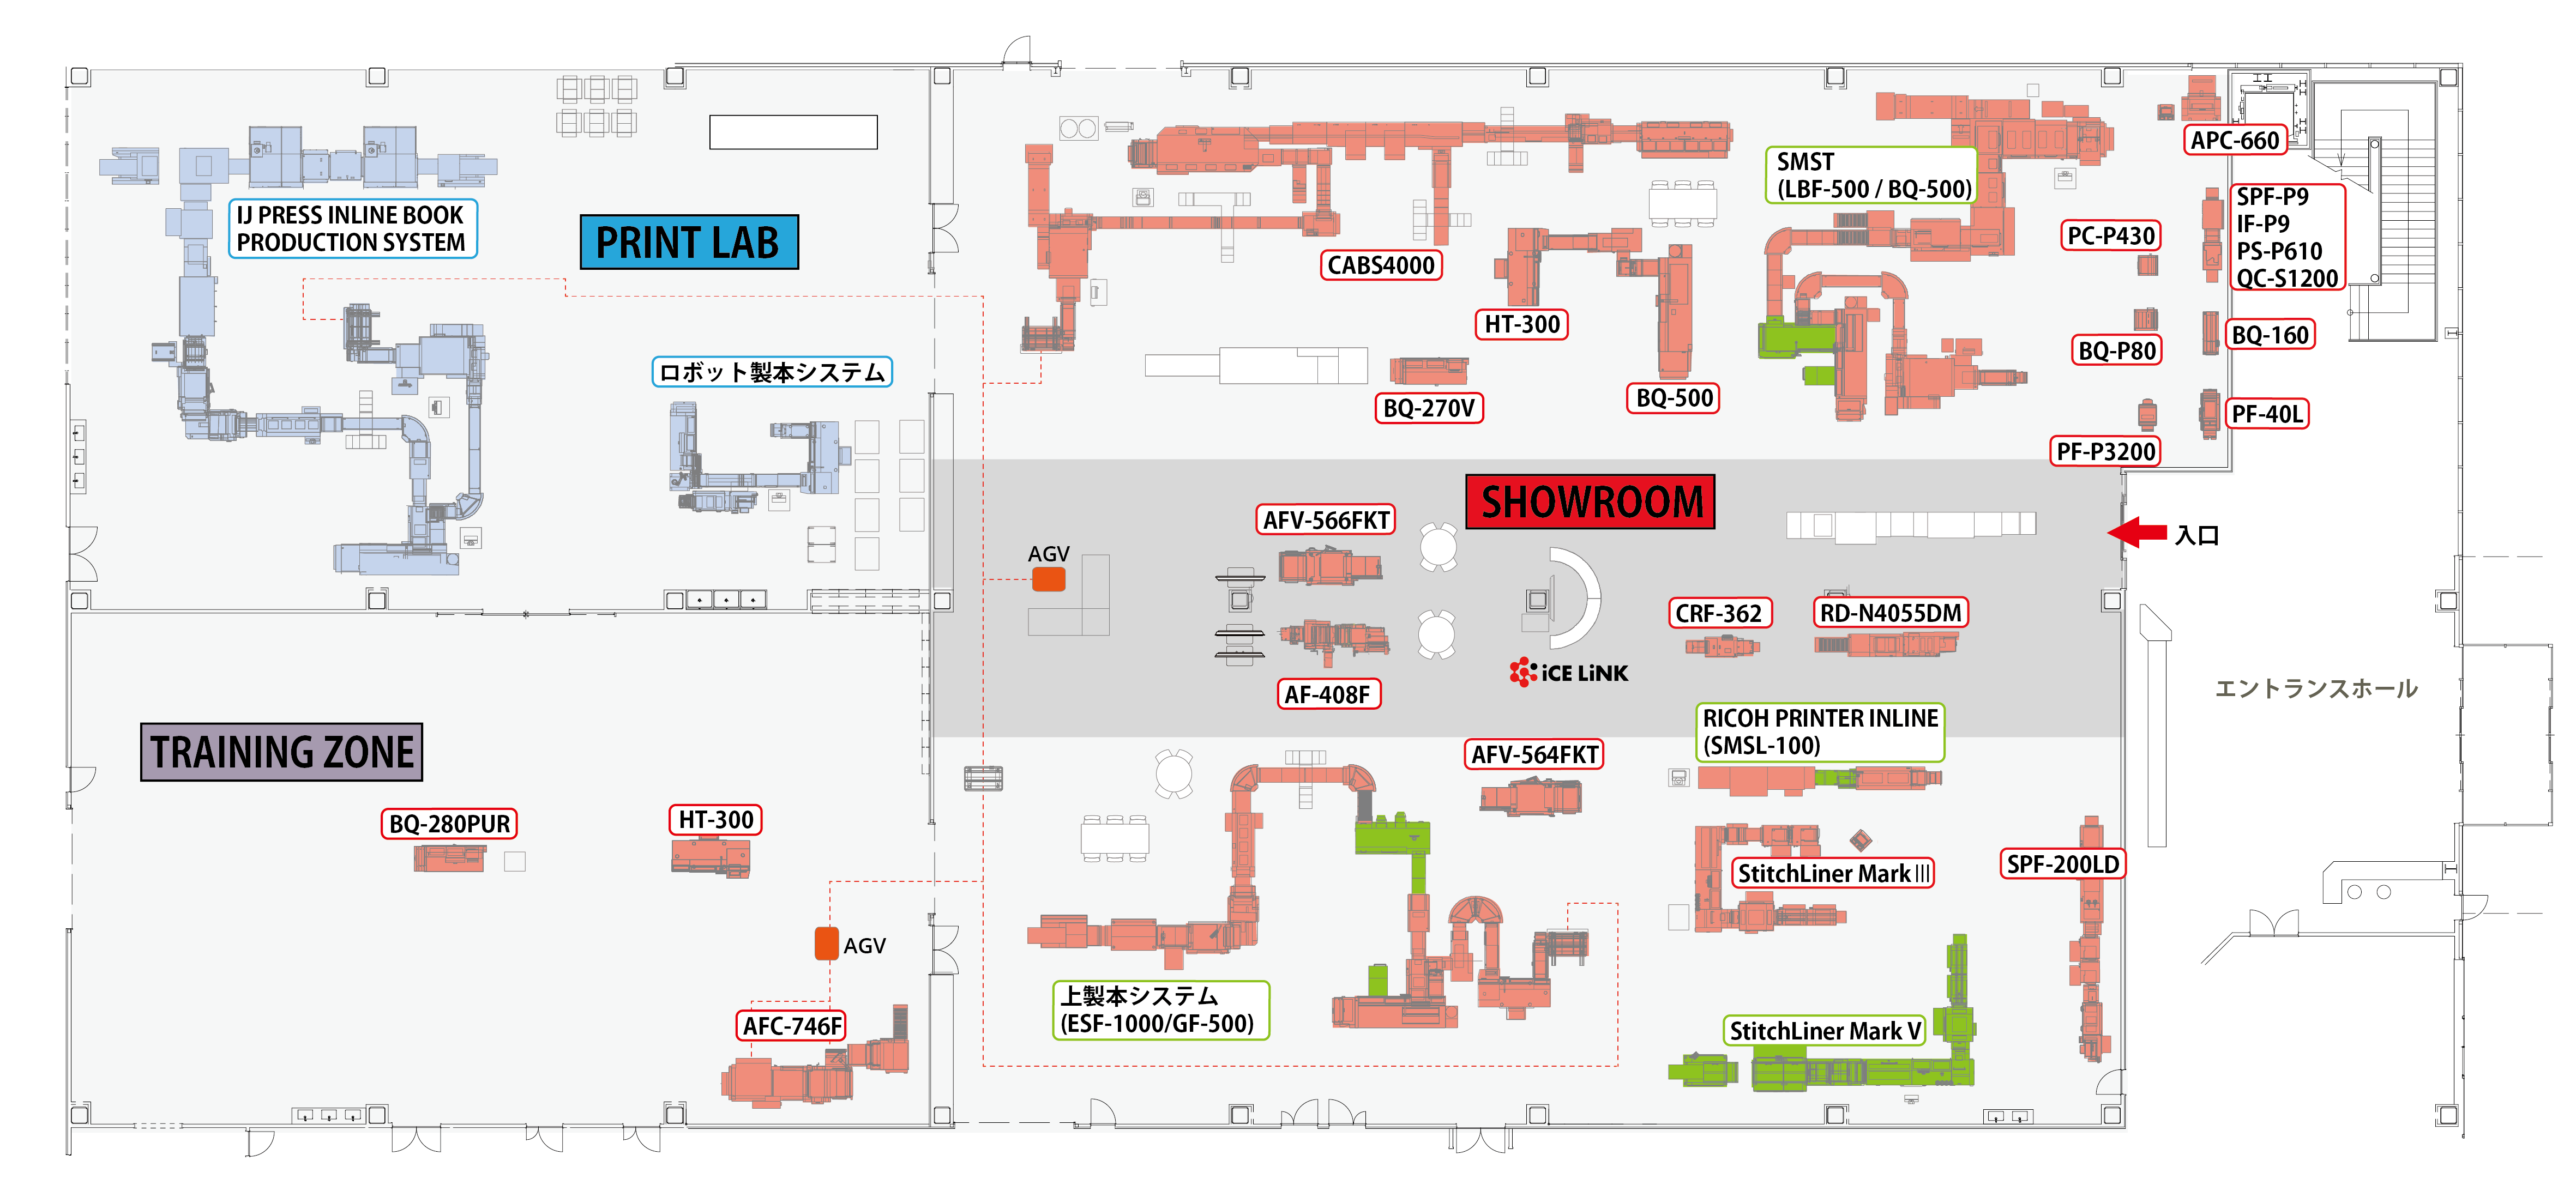 IJ PRESS INLINE BOOK
PRODUCTION SYSTEM
PRINT LAB
ロボット製本システム
CABS4000
HT-300
BQ-270V
BQ-500
SMST
(LBF-500 / BQ-500)
APC-660
SPF-P9
IF-P9
PS-P610
QC-S1200
PC-P430
BQ-P80
BQ-160
PF-40L
PF-P3200
SHOWROOM
入口
AFV-566FKT
AGV
AF-408F
CRF-362
RD-N4055DM
iCE LiNK
エントランスホール
TRAINING ZONE
BQ-280PUR
HT-300
AGV
AFC-746F
AFV-564FKT
RICOH PRINTER INLINE
(SMSL-100)
StitchLiner MarkⅢ
SPF-200LD
上製本システム
(ESF-1000/GF-500)
StitchLiner Mark V